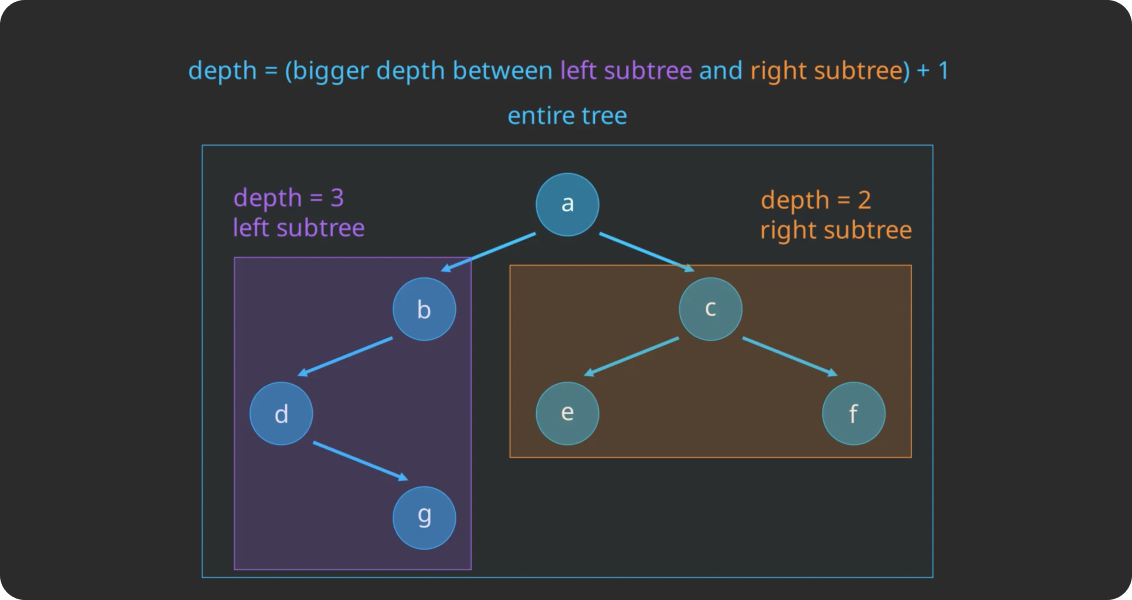 depth = (bigger depth between left subtree and right subtree) + 1
entire tree
depth = 3
left subtree
a
depth = 2
right subtree
b
c
d
e
f
g